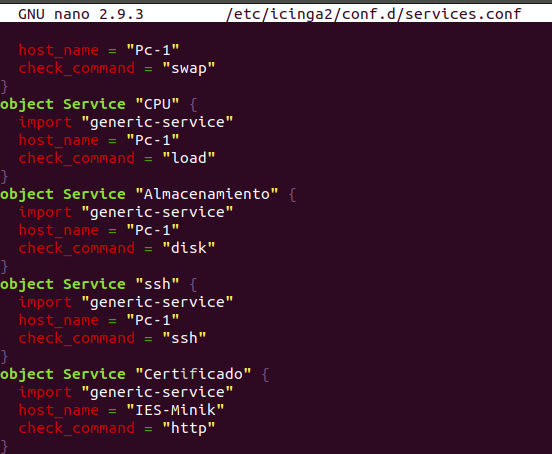 GNU nano 2.9.3 /etc/icinga2/conf.d/services.conf
host_name = "Pc-1"
check_command = "swap"
}
object Service "CPU" {
import "generic-service"
host_name = "Pc-1"
check_command = "load"
}
object Service "Almacenamiento" {
import "generic-service"
host_name = "Pc-1"
check_command = "disk"
}
object Service "ssh" {
import "generic-service"
host_name = "Pc-1"
check_command = "ssh"
}
object Service "Certificado" {
import "generic-service"
host_name = "IES-Minik"
check_command = "http"
}